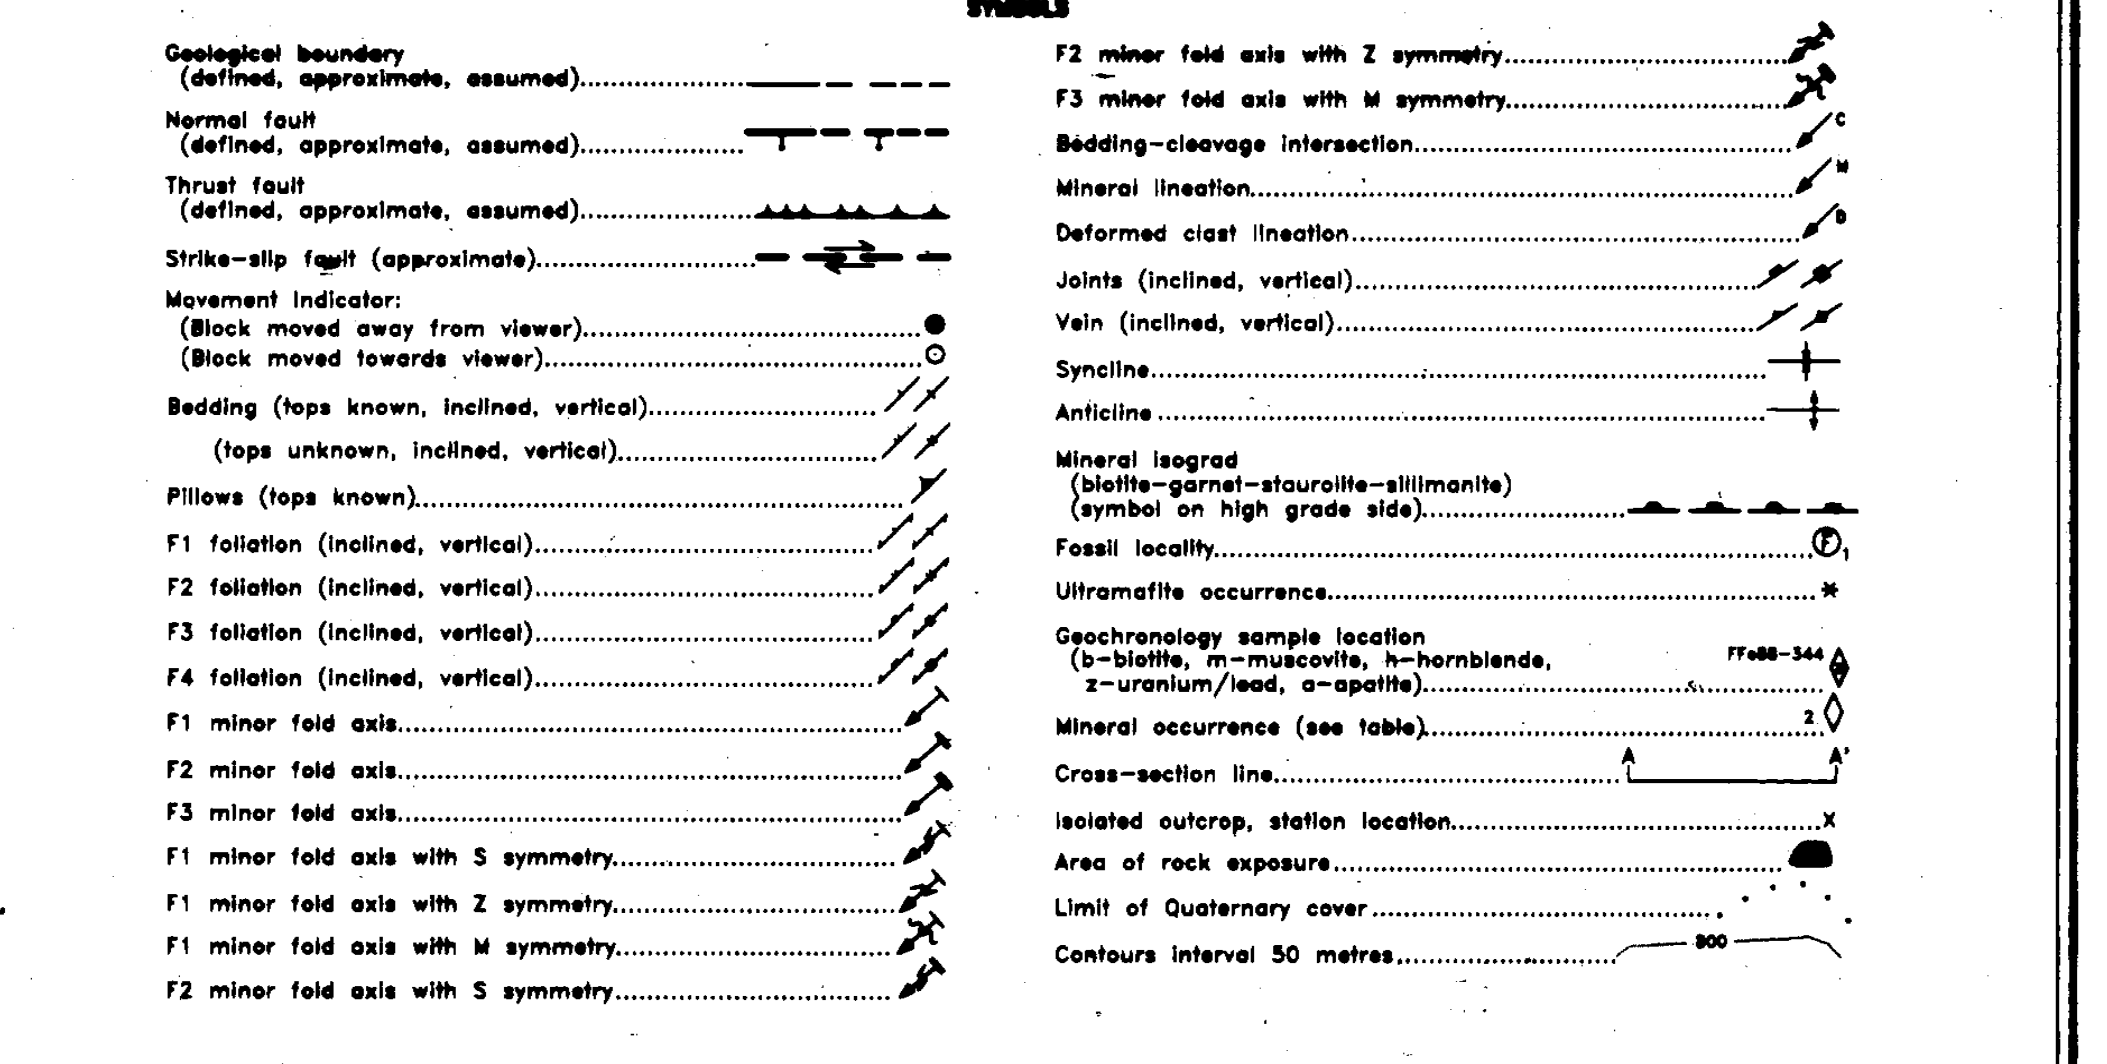 SYMBOLS
Geological boundary
(defined, approximate, assumed)
Normal fault
(defined, approximate, assumed)
Thrust fault
(defined, approximate, assumed)
Strike-slip fault (approximate)
Movement Indicator:
(Block moved away from viewer)
(Block moved towards viewer)
Bedding (tops known, inclined, vertical)
(tops unknown, inclined, vertical)
Pillows (tops known)
F1 foliation (inclined, vertical)
F2 foliation (inclined, vertical)
F3 foliation (inclined, vertical)
F4 foliation (inclined, vertical)
F1 minor fold axis
F2 minor fold axis
F3 minor fold axis
F1 minor fold axis with S symmetry
F1 minor fold axis with Z symmetry
F1 minor fold axis with M symmetry
F2 minor fold axis with S symmetry
F2 minor fold axis with Z symmetry
F3 minor fold axis with M symmetry
Bedding-cleavage intersection C
Mineral lineation M
Deformed clast lineation D
Joints (inclined, vertical)
Vein (inclined, vertical)
Syncline
Anticline
Mineral isograd
(biotite-garnet-staurolite-sillimanite)
(symbol on high grade side)
Fossil locality F 1
Ultramafite occurrence *
Geochronology sample location
(b-biotite, m-muscovite, h-hornblende, FFe88-344
z-uranium/lead, a-apatite)
Mineral occurrence (see table) 2
Cross-section line A A'
Isolated outcrop, station location x
Area of rock exposure
Limit of Quaternary cover
Contours interval 50 metres 800